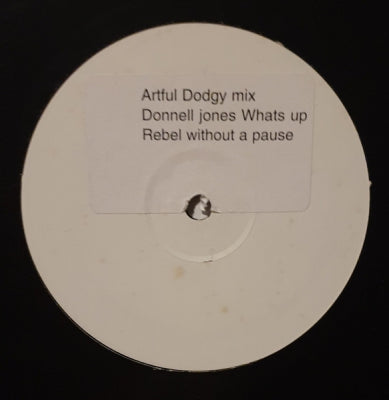 Artful Dodgy mix
Donnell jones Whats up
Rebel without a pause